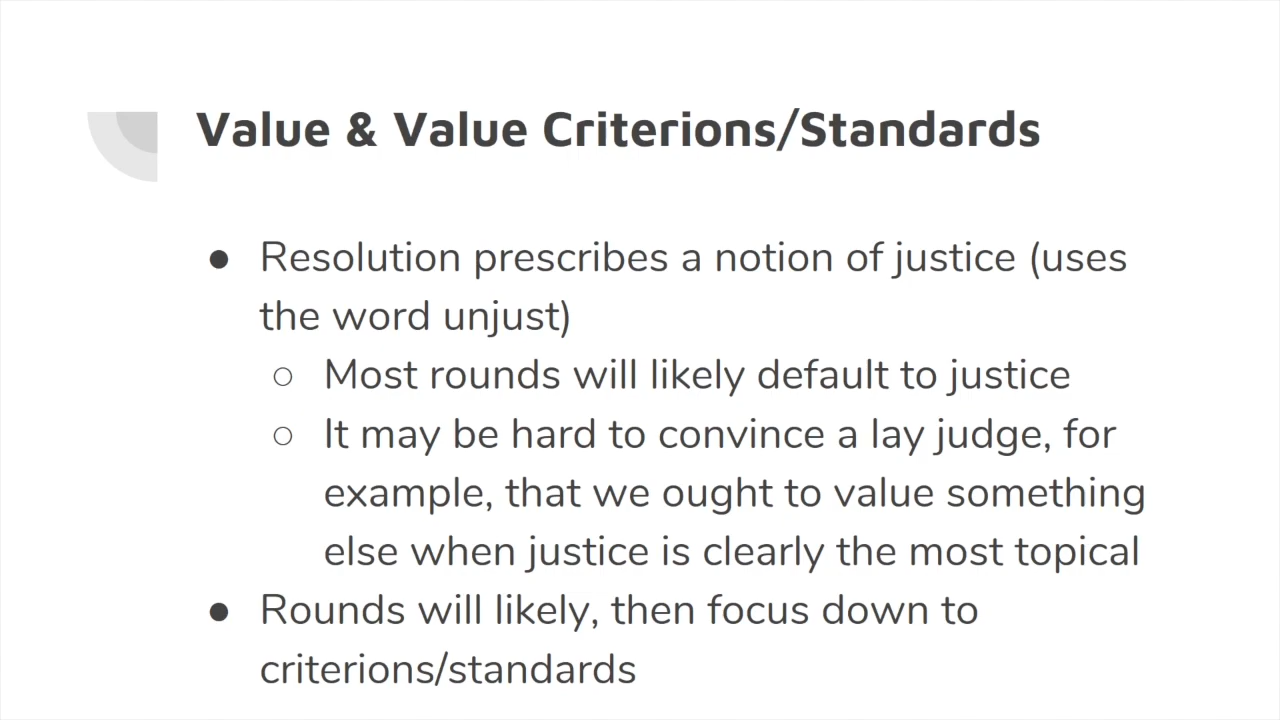 Value & Value Criterions/Standards
● Resolution prescribes a notion of justice (uses
the word unjust)
○ Most rounds will likely default to justice
○ It may be hard to convince a lay judge, for
example, that we ought to value something
else when justice is clearly the most topical
● Rounds will likely, then focus down to
criterions/standards